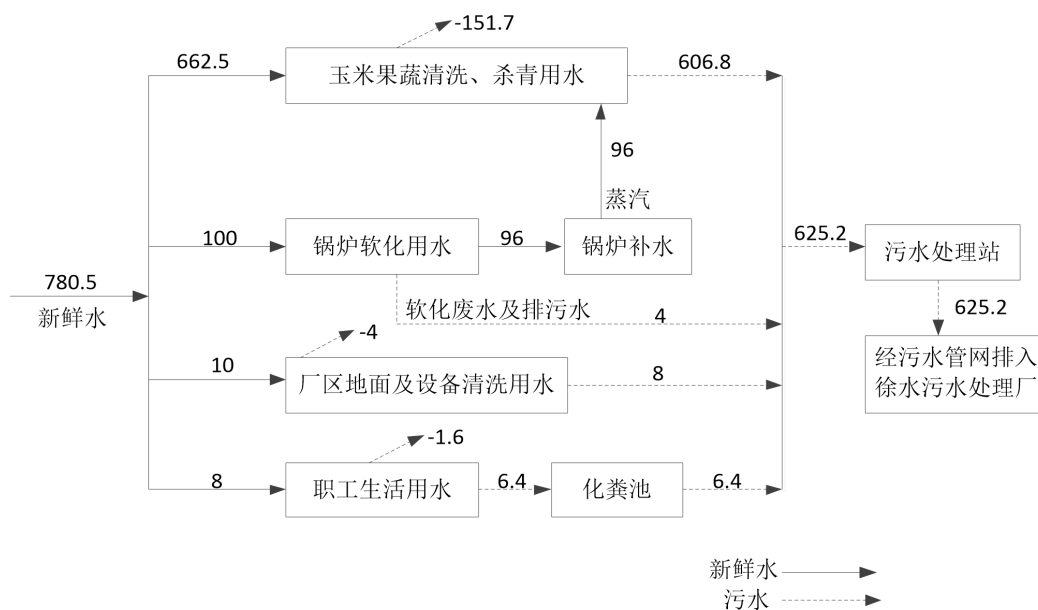 -151.7
662.5
玉米果蔬清洗、杀青用水
606.8
96
蒸汽
100
锅炉软化用水
96
锅炉补水
625.2
污水处理站
780.5
新鲜水
软化废水及排污水
4
625.2
-4
10
厂区地面及设备清洗用水
8
经污水管网排入
徐水污水处理厂
-1.6
8
职工生活用水
6.4
化粪池
6.4
新鲜水
污水